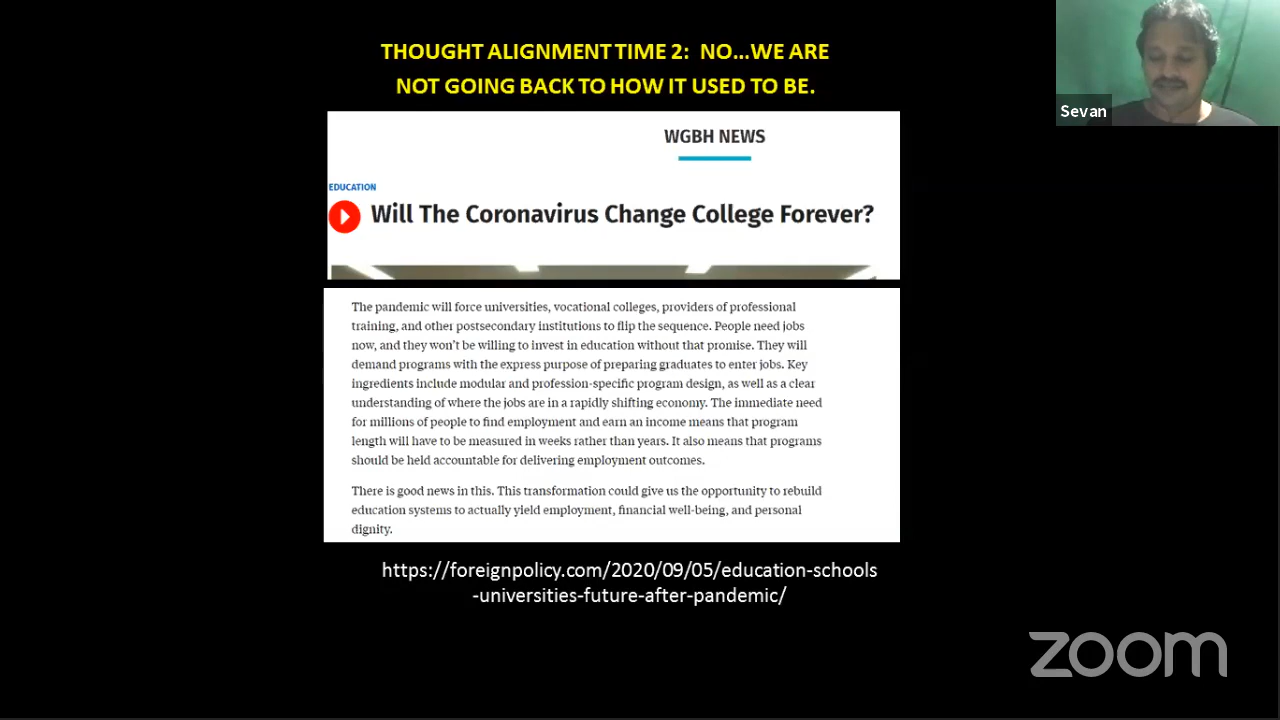 THOUGHT ALIGNMENT TIME 2: NO...WE ARE
NOT GOING BACK TO HOW IT USED TO BE.
Sevan
WGBH NEWS
EDUCATION
Will The Coronavirus Change College Forever?
The pandemic will force universities, vocational colleges, providers of professional
training, and other postsecondary institutions to flip the sequence. People need jobs
now, and they won't be willing to invest in education without that promise. They will
demand programs with the express purpose of preparing graduates to enter jobs. Key
ingredients include modular and profession-specific program design, as well as a clear
understanding of where the jobs are in a rapidly shifting economy. The immediate need
for millions of people to find employment and earn an income means that program
length will have to be measured in weeks rather than years. It also means that programs
should be held accountable for delivering employment outcomes.
There is good news in this. This transformation could give us the opportunity to rebuild
education systems to actually yield employment, financial well-being, and personal
dignity.
https://foreignpolicy.com/2020/09/05/education-schools
-universities-future-after-pandemic/
zoom